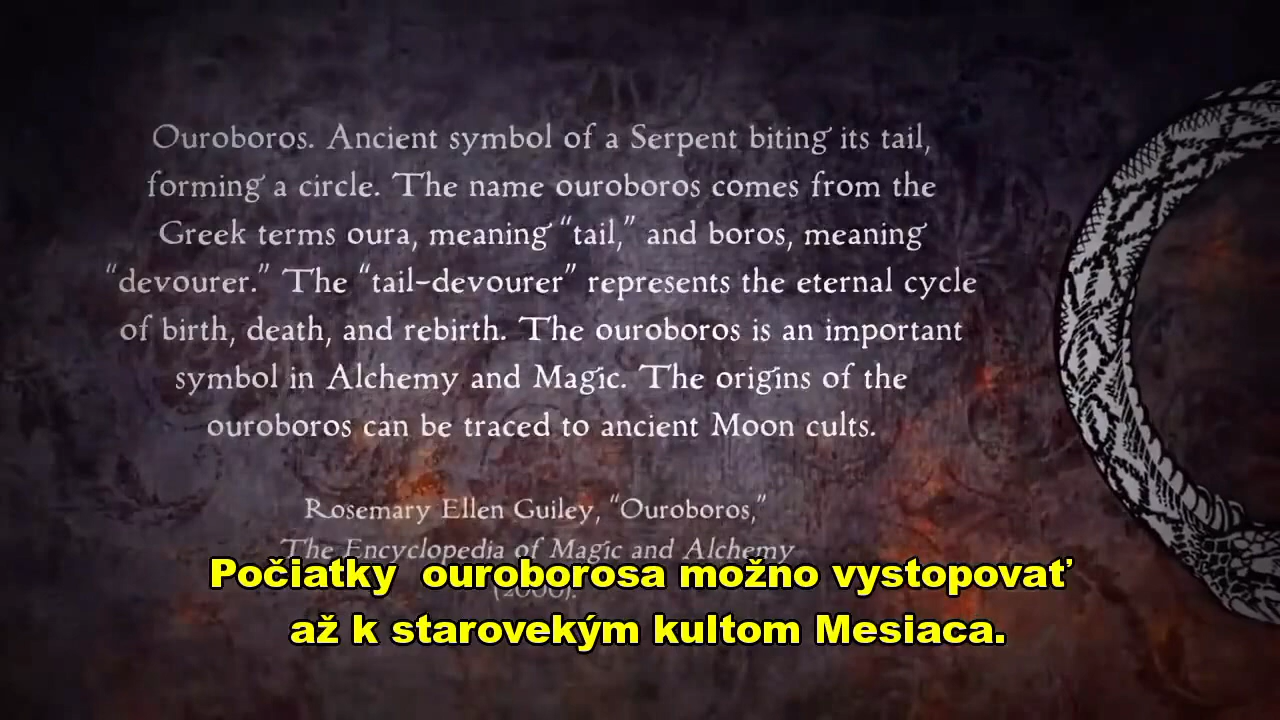 Ouroboros. Ancient symbol of a Serpent biting its tail,
forming a circle. The name ouroboros comes from the
Greek terms oura, meaning “tail,” and boros, meaning
“devourer.” The “tail-devourer” represents the eternal cycle
of birth, death, and rebirth. The ouroboros is an important
symbol in Alchemy and Magic. The origins of the
ouroboros can be traced to ancient Moon cults.
Rosemary Ellen Guiley, “Ouroboros,”
The Encyclopedia of Magic and Alchemy
Počiatky ouroborosa možno vystopovať
až k starovekým kultom Mesiaca.